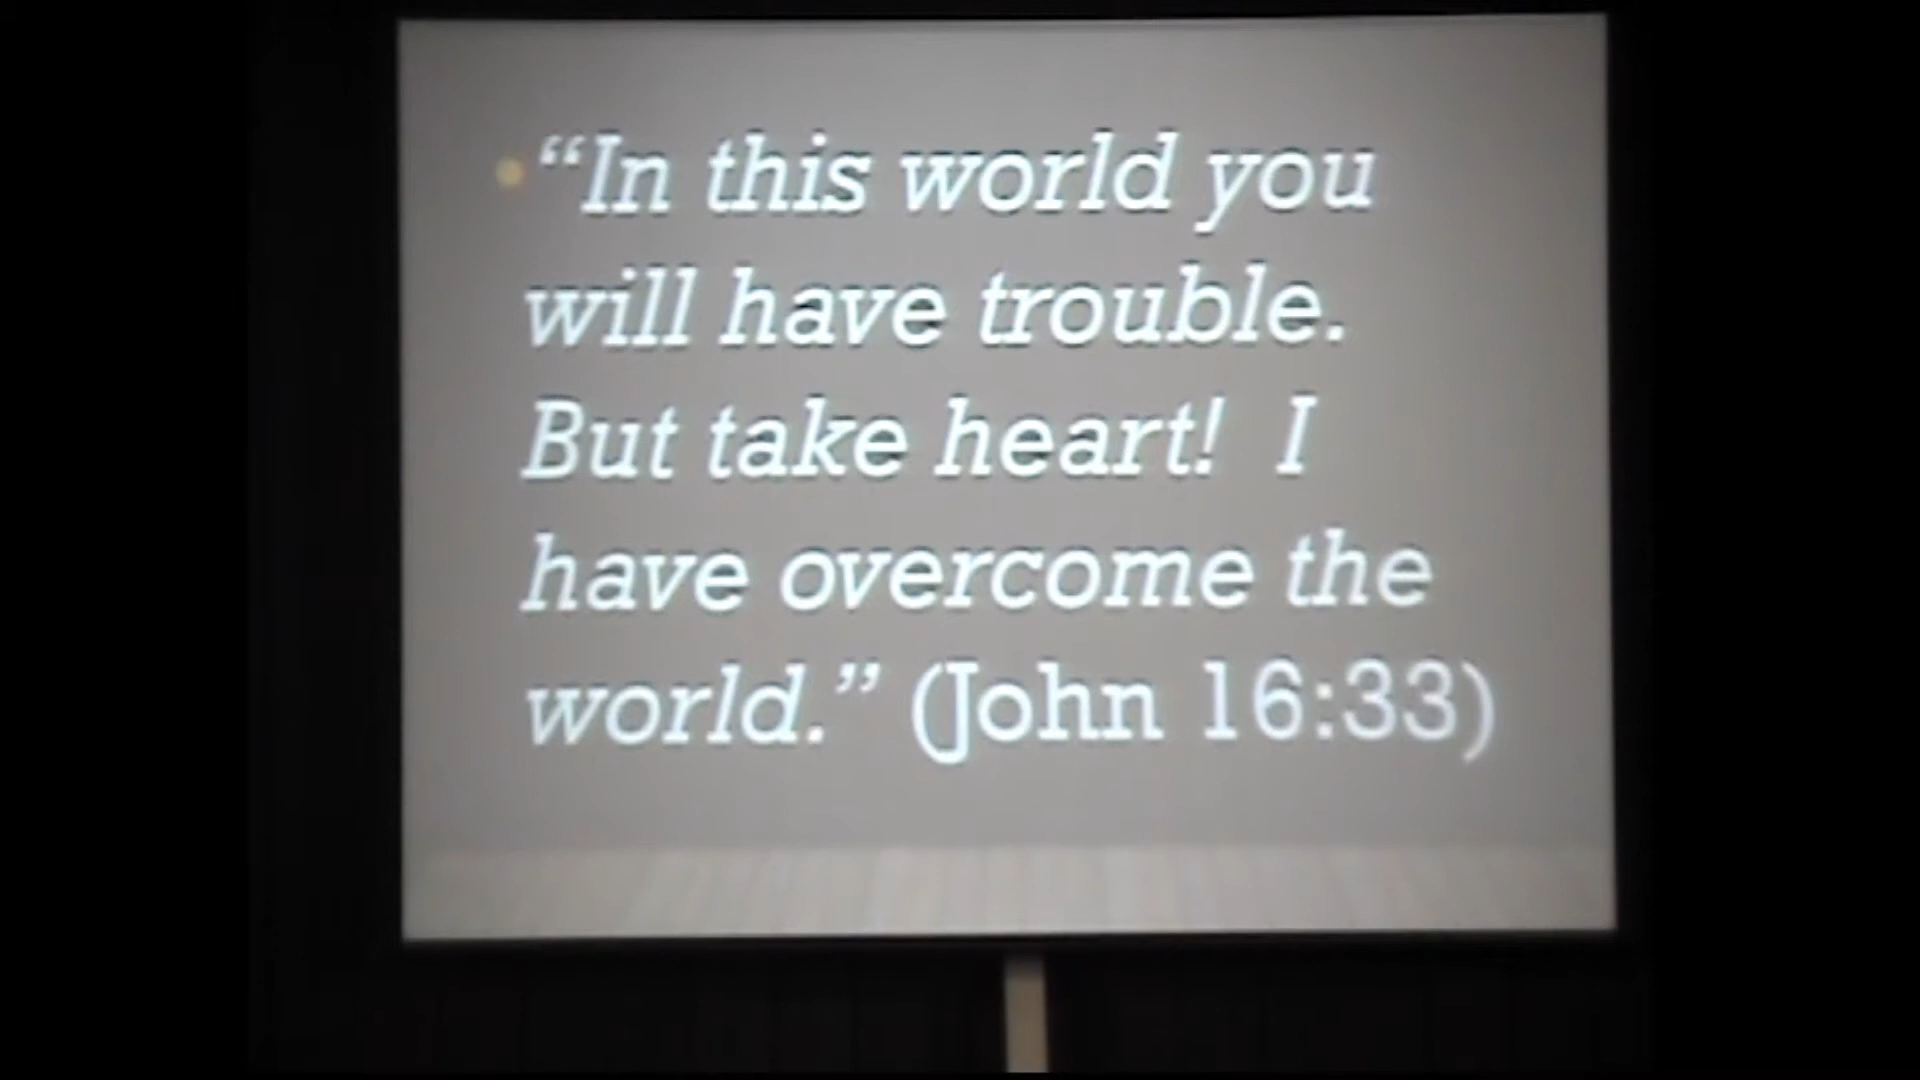 • “In this world you
will have trouble.
But take heart! I
have overcome the
world.” (John 16:33)